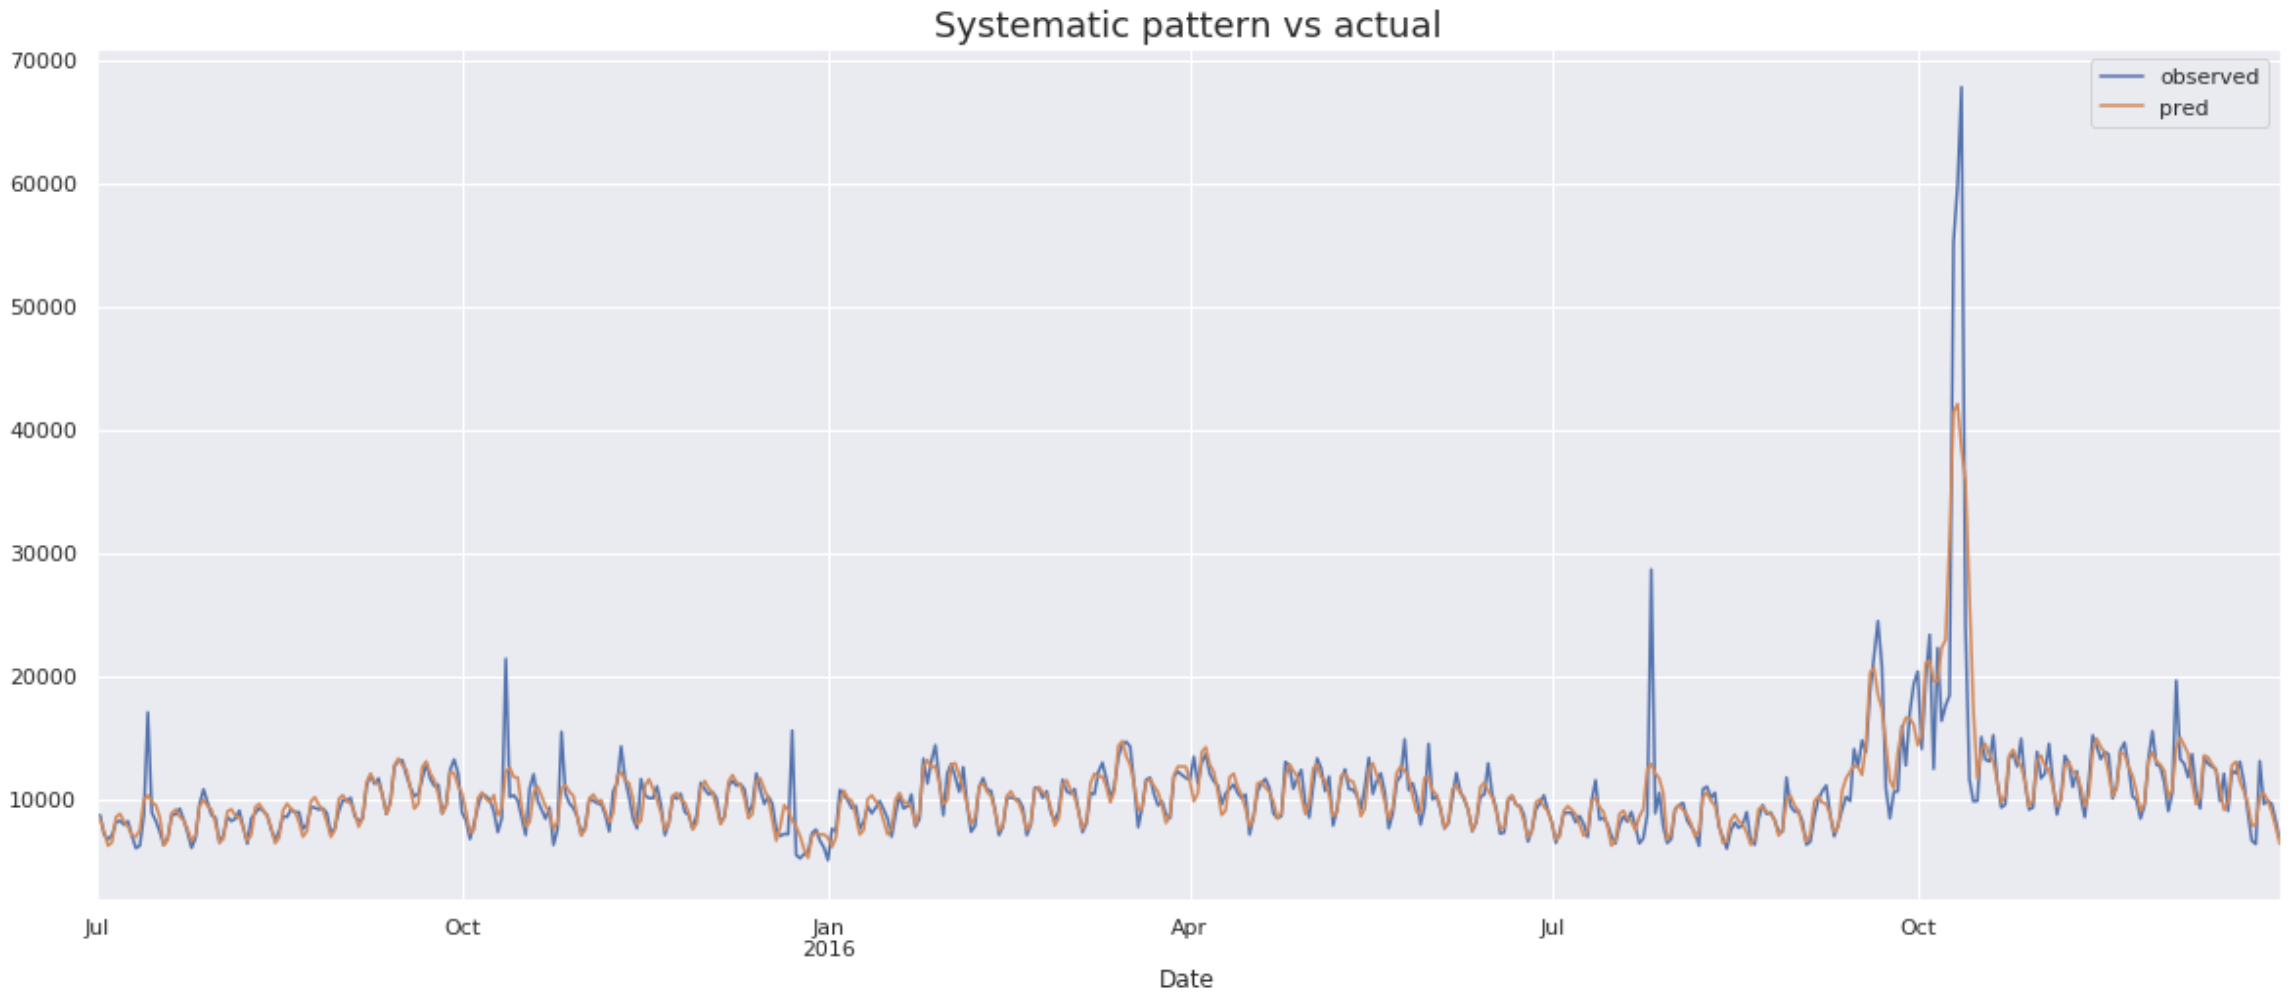 Systematic pattern vs actual
70000
60000
50000
40000
30000
20000
10000
observed
pred
Jul
Oct
Jan
2016
Apr
Jul
Oct
Date